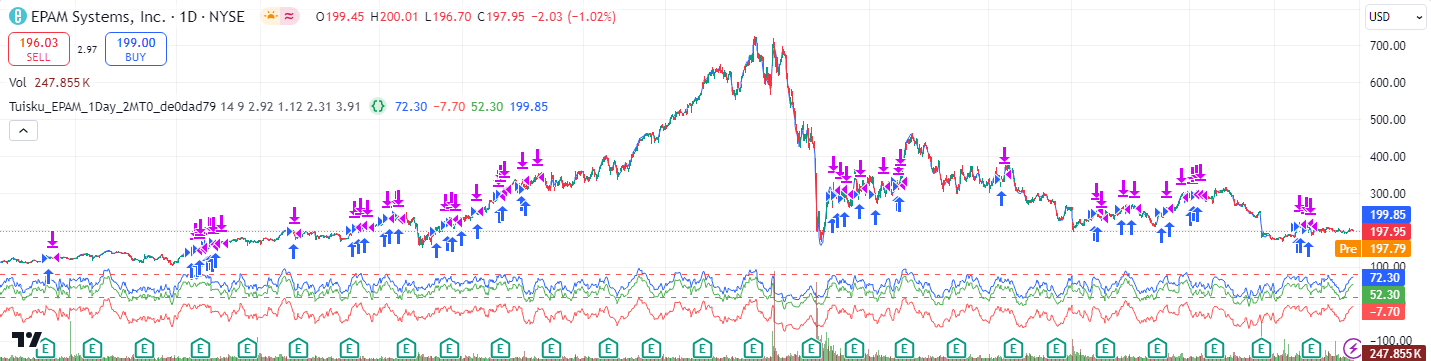 EPAM Systems, Inc. · 1D · NYSE O199.45 H200.01 L196.70 C197.95 −2.03 (−1.02%)
USD
196.03 2.97 199.00
SELL BUY
Vol 247.855K
Tuisku_EPAM_1Day_2MT0_de0dad79 14 9 2.92 1.12 2.31 3.91 {} 72.30 −7.70 52.30 199.85
700.00
600.00
500.00
400.00
300.00
199.85
197.95
Pre 197.79
100.00
72.30
52.30
−7.70
−100.00
E E E E E E E E E E E E E E E E E E E E E E E E E
247.855K